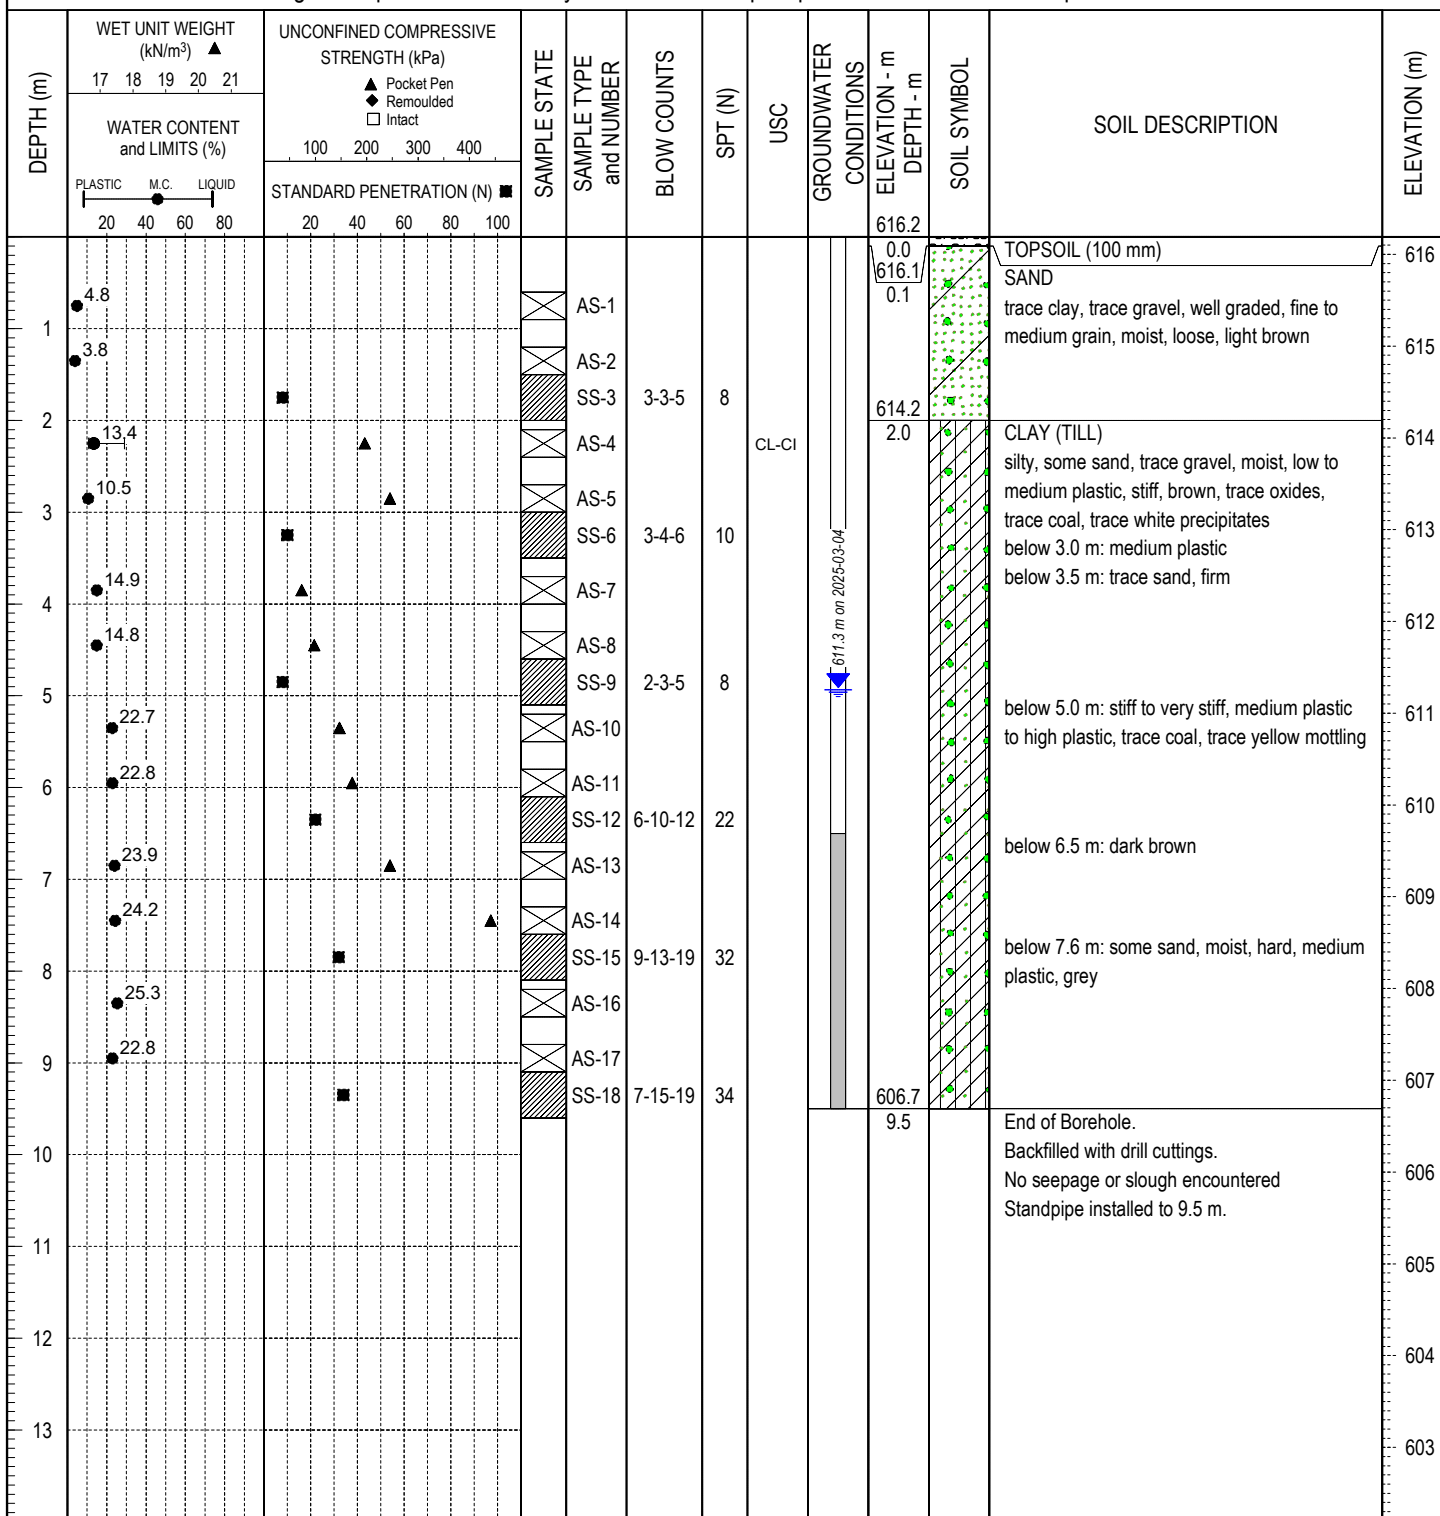 WET UNIT WEIGHT
(kN/m³)
17 18 19 20 21
WATER CONTENT
and LIMITS (%)
PLASTIC M.C. LIQUID
20 40 60 80
DEPTH (m)
UNCONFINED COMPRESSIVE
STRENGTH (kPa)
Pocket Pen
Remoulded
Intact
100 200 300 400
STANDARD PENETRATION (N)
20 40 60 80 100
SAMPLE STATE
SAMPLE TYPE
and NUMBER
BLOW COUNTS
SPT (N)
USC
GROUNDWATER
CONDITIONS
ELEVATION - m
DEPTH - m
SOIL SYMBOL
SOIL DESCRIPTION
ELEVATION (m)
616.2
0.0
TOPSOIL (100 mm)
616
616.1
0.1
SAND
4.8
AS-1
trace clay, trace gravel, well graded, fine to
1
medium grain, moist, loose, light brown
615
3.8
AS-2
SS-3 3-3-5 8
614.2
2
2.0
CLAY (TILL)
614
13.4
AS-4
CL-CI
silty, some sand, trace gravel, moist, low to
10.5
AS-5
medium plastic, stiff, brown, trace oxides,
3
trace coal, trace white precipitates
613
SS-6 3-4-6 10
below 3.0 m: medium plastic
14.9
AS-7
below 3.5 m: trace sand, firm
4
612
14.8
AS-8
611.3 m on 2025-03-04
SS-9 2-3-5 8
5
below 5.0 m: stiff to very stiff, medium plastic
611
22.7
AS-10
to high plastic, trace coal, trace yellow mottling
22.8
AS-11
6
610
SS-12 6-10-12 22
below 6.5 m: dark brown
23.9
AS-13
7
609
24.2
AS-14
below 7.6 m: some sand, moist, hard, medium
SS-15 9-13-19 32
plastic, grey
8
608
25.3
AS-16
22.8
AS-17
9
607
SS-18 7-15-19 34
606.7
9.5
End of Borehole.
Backfilled with drill cuttings.
10
606
No seepage or slough encountered
Standpipe installed to 9.5 m.
11
605
12
604
13
603